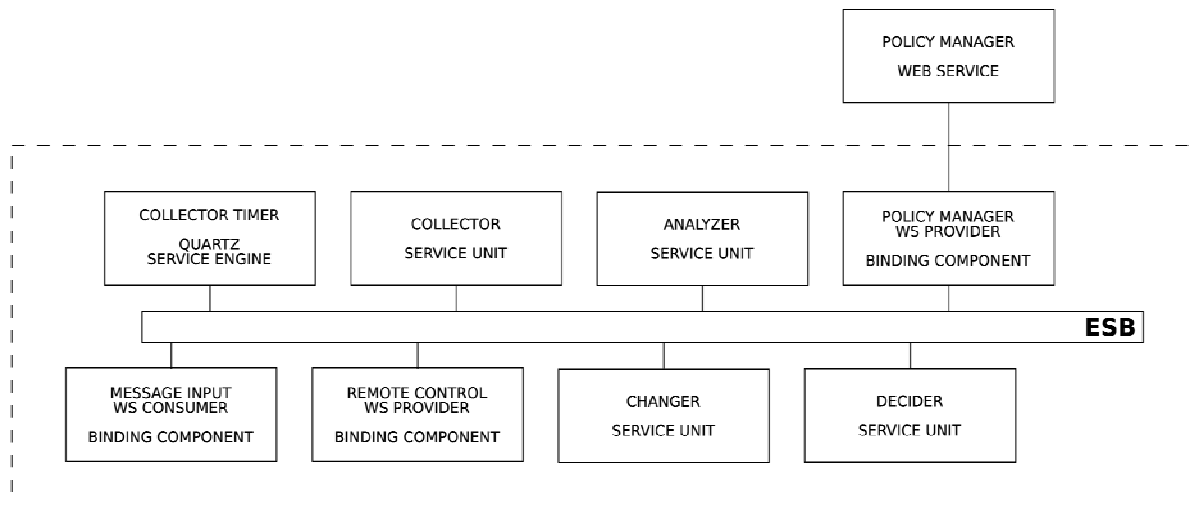 POLICY MANAGER
WEB SERVICE
COLLECTOR TIMER
QUARTZ
SERVICE ENGINE
COLLECTOR
SERVICE UNIT
ANALYZER
SERVICE UNIT
POLICY MANAGER
WS PROVIDER
BINDING COMPONENT
ESB
MESSAGE INPUT
WS CONSUMER
BINDING COMPONENT
REMOTE CONTROL
WS PROVIDER
BINDING COMPONENT
CHANGER
SERVICE UNIT
DECIDER
SERVICE UNIT